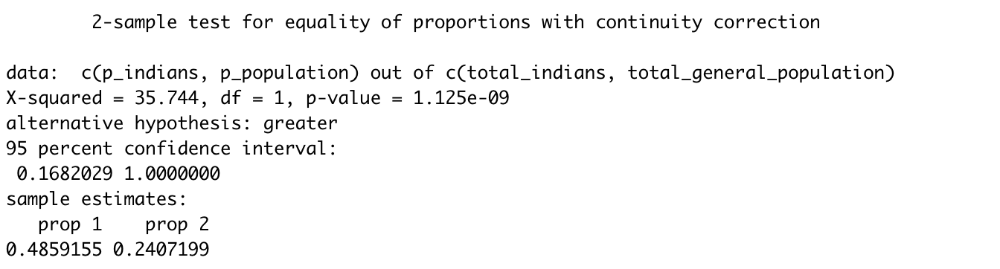 2-sample test for equality of proportions with continuity correction
data:  c(p_indians, p_population) out of c(total_indians, total_general_population)
X-squared = 35.744, df = 1, p-value = 1.125e-09
alternative hypothesis: greater
95 percent confidence interval:
 0.1682029 1.0000000
sample estimates:
   prop 1    prop 2
0.4859155 0.2407199